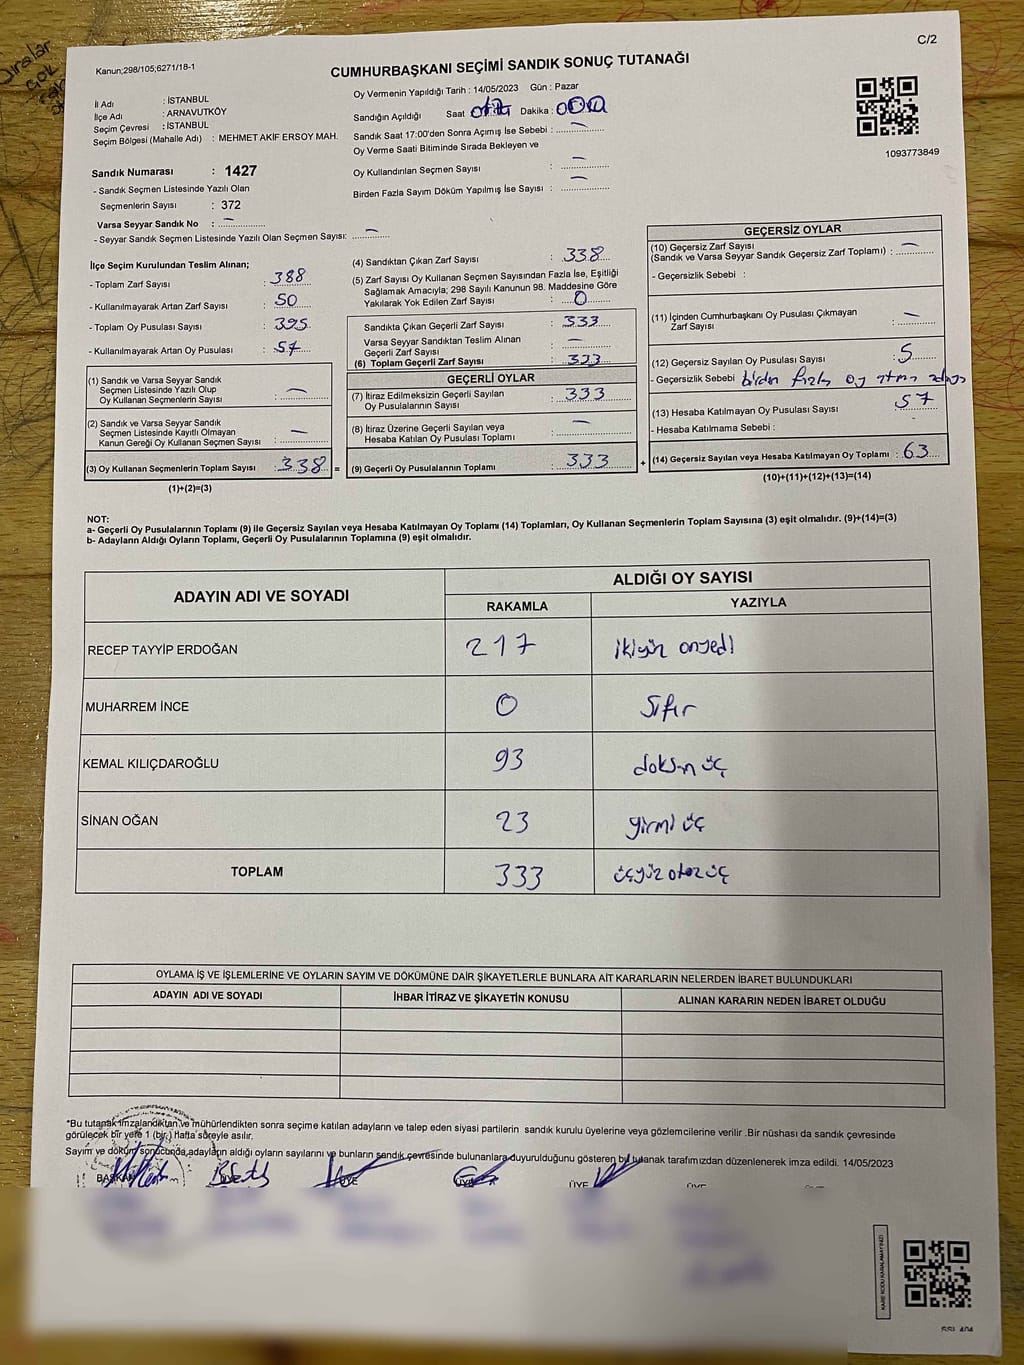 C/2
Kanun;298/105;6271/18-1
CUMHURBAŞKANI SEÇİMİ SANDIK SONUÇ TUTANAĞI
İl Adı : İSTANBUL
İlçe Adı : ARNAVUTKÖY
Seçim Çevresi : İSTANBUL
Seçim Bölgesi (Mahalle Adı) : MEHMET AKİF ERSOY MAH.
Sandık Numarası : 1427
- Sandık Seçmen Listesinde Yazılı Olan
Seçmenlerin Sayısı : 372
Varsa Seyyar Sandık No : —
- Seyyar Sandık Seçmen Listesinde Yazılı Olan Seçmen Sayısı: —
Oy Vermenin Yapıldığı Tarih : 14/05/2023 Gün : Pazar
Sandığın Açıldığı Saat Dakika :
Sandık Saat 17:00'den Sonra Açımış İse Sebebi : —
Oy Verme Saati Bitiminde Sırada Bekleyen ve
Oy Kullandırılan Seçmen Sayısı : —
Birden Fazla Sayım Döküm Yapılmış İse Sayısı : —
1093773849
İlçe Seçim Kurulundan Teslim Alınan;
- Toplam Zarf Sayısı : 388
- Kullanılmayarak Artan Zarf Sayısı : 50
- Toplam Oy Pusulası Sayısı : 395
- Kullanılmayarak Artan Oy Pusulası : 57
(1) Sandık ve Varsa Seyyar Sandık
Seçmen Listesinde Yazılı Olup
Oy Kullanan Seçmenlerin Sayısı : —
(2) Sandık ve Varsa Seyyar Sandık
Seçmen Listesinde Kayıtlı Olmayan
Kanun Gereği Oy Kullanan Seçmen Sayısı : —
(3) Oy Kullanan Seçmenlerin Toplam Sayısı : 338 =
(1)+(2)=(3)
(4) Sandıktan Çıkan Zarf Sayısı : 338
(5) Zarf Sayısı Oy Kullanan Seçmen Sayısından Fazla İse, Eşitliği
Sağlamak Amacıyla; 298 Sayılı Kanunun 98. Maddesine Göre
Yakılarak Yok Edilen Zarf Sayısı : 0
Sandıkta Çıkan Geçerli Zarf Sayısı : 333
Varsa Seyyar Sandıktan Teslim Alınan
Geçerli Zarf Sayısı : —
(6) Toplam Geçerli Zarf Sayısı : 333
GEÇERLİ OYLAR
(7) İtiraz Edilmeksizin Geçerli Sayılan
Oy Pusulalarının Sayısı : 333
(8) İtiraz Üzerine Geçerli Sayılan veya
Hesaba Katılan Oy Pusulası Toplamı : —
(9) Geçerli Oy Pusulalarının Toplamı : 333 +
GEÇERSİZ OYLAR
(10) Geçersiz Zarf Sayısı
(Sandık ve Varsa Seyyar Sandık Geçersiz Zarf Toplamı) : —
- Geçersizlik Sebebi :
(11) İçinden Cumhurbaşkanı Oy Pusulası Çıkmayan
Zarf Sayısı : —
(12) Geçersiz Sayılan Oy Pusulası Sayısı : 5
- Geçersizlik Sebebi birden fazla oy atma
(13) Hesaba Katılmayan Oy Pusulası Sayısı : 57
- Hesaba Katılmama Sebebi :
(14) Geçersiz Sayılan veya Hesaba Katılmayan Oy Toplamı : 63
(10)+(11)+(12)+(13)=(14)
NOT:
a- Geçerli Oy Pusulalarının Toplamı (9) ile Geçersiz Sayılan veya Hesaba Katılmayan Oy Toplamı (14) Toplamları, Oy Kullanan Seçmenlerin Toplam Sayısına (3) eşit olmalıdır. (9)+(14)=(3)
b- Adayların Aldığı Oyların Toplamı, Geçerli Oy Pusulalarının Toplamına (9) eşit olmalıdır.
ADAYIN ADI VE SOYADI ALDIĞI OY SAYISI
RAKAMLA YAZIYLA
RECEP TAYYİP ERDOĞAN 217 ikiyüz onyedi
MUHARREM İNCE 0 Sıfır
KEMAL KILIÇDAROĞLU 93 doksan üç
SİNAN OĞAN 23 yirmi üç
TOPLAM 333 üçyüz otuz üç
OYLAMA İŞ VE İŞLEMLERİNE VE OYLARIN SAYIM VE DÖKÜMÜNE DAİR ŞİKAYETLERLE BUNLARA AİT KARARLARIN NELERDEN İBARET BULUNDUKLARI
ADAYIN ADI VE SOYADI İHBAR İTİRAZ VE ŞİKAYETİN KONUSU ALINAN KARARIN NEDEN İBARET OLDUĞU
*Bu tutanak imzalandıktan ve mühürlendikten sonra seçime katılan adayların ve talep eden siyasi partilerin sandık kurulu üyelerine veya gözlemcilerine verilir .Bir nüshası da sandık çevresinde
görülecek bir yere 1 (bir) Hafta süreyle asılır.
Sayım ve döküm sonucunda,adayların aldığı oyların sayılarını ve bunların sandık çevresinde bulunanlara duyurulduğunu gösteren bu tutanak tarafımızdan düzenlenerek imza edildi. 14/05/2023
BAŞKAN ÜYE ÜYE ÜYE ÜYE ÜYE
KARE KODU KARALAMAYINIZ!